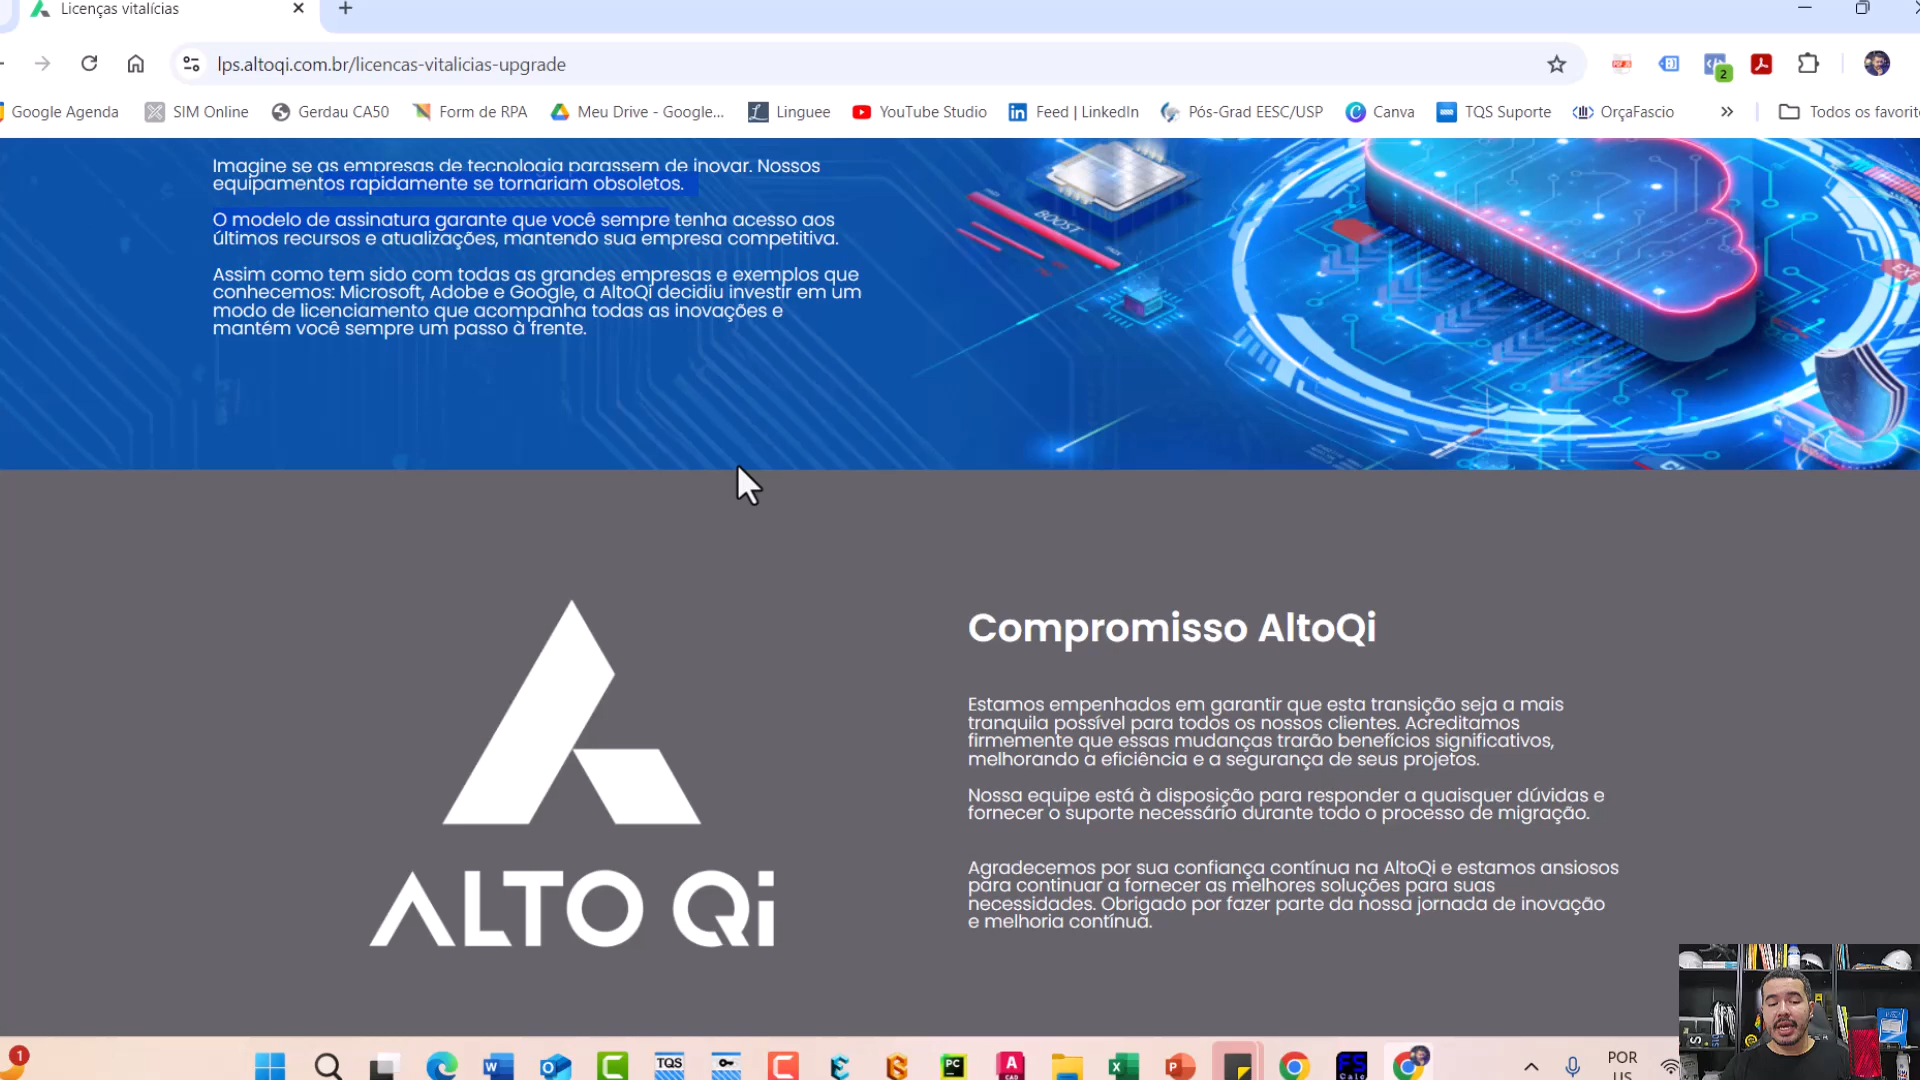 Licenças vitalícias
lps.altoqi.com.br/licencas-vitalicias-upgrade
2
Google Agenda
SIM Online
Gerdau CA50
Form de RPA
Meu Drive - Google...
Linguee
YouTube Studio
Feed | LinkedIn
Pós-Grad EESC/USP
Canva
TQS Suporte
OrçaFascio
Todos os favorit
Imagine se as empresas de tecnologia parassem de inovar. Nossos
equipamentos rapidamente se tornariam obsoletos.
O modelo de assinatura garante que você sempre tenha acesso aos
últimos recursos e atualizações, mantendo sua empresa competitiva.
Assim como tem sido com todas as grandes empresas e exemplos que
conhecemos: Microsoft, Adobe e Google, a AltoQi decidiu investir em um
modo de licenciamento que acompanha todas as inovações e
mantém você sempre um passo à frente.
BOOST
ALTO Qi
Compromisso AltoQi
Estamos empenhados em garantir que esta transição seja a mais
tranquila possível para todos os nossos clientes. Acreditamos
firmemente que essas mudanças trarão benefícios significativos,
melhorando a eficiência e a segurança de seus projetos.
Nossa equipe está à disposição para responder a quaisquer dúvidas e
fornecer o suporte necessário durante todo o processo de migração.
Agradecemos por sua confiança contínua na AltoQi e estamos ansiosos
para continuar a fornecer as melhores soluções para suas
necessidades. Obrigado por fazer parte da nossa jornada de inovação
e melhoria contínua.
1
TQS
PC
POR
US